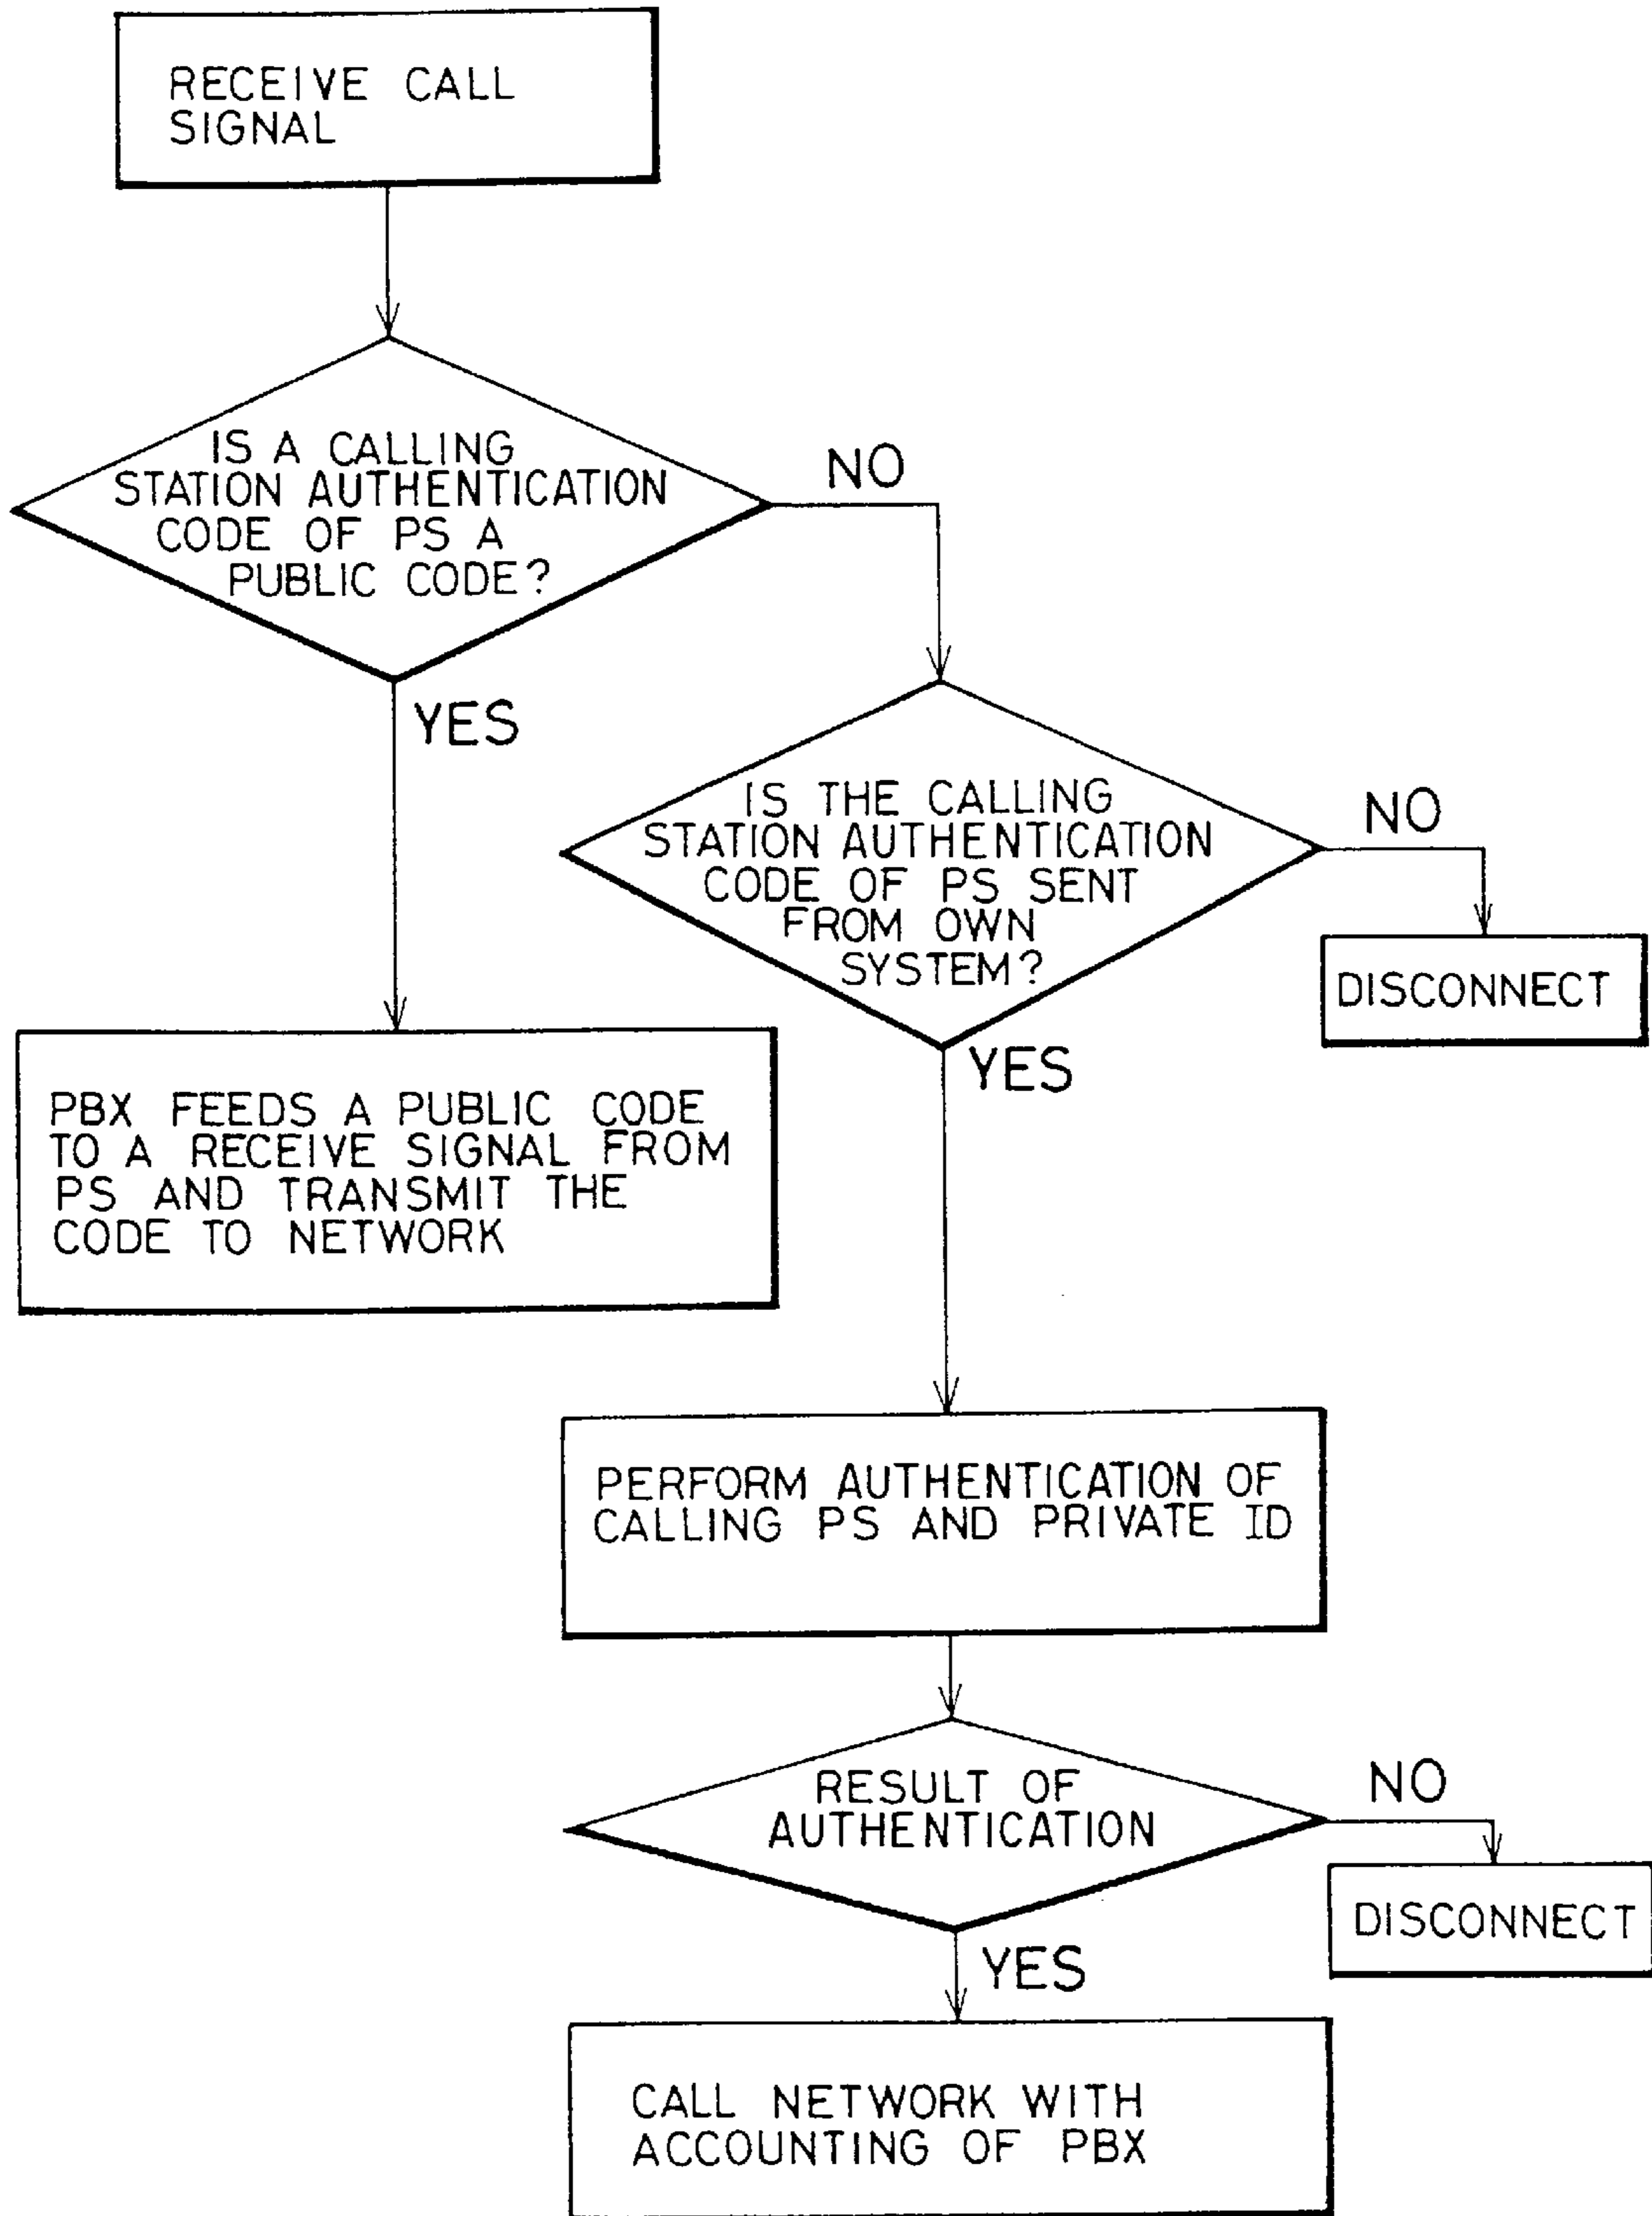 RECEIVE CALL
SIGNAL
IS A CALLING
STATION AUTHENTICATION
CODE OF PS A
PUBLIC CODE?
NO
YES
IS THE CALLING
STATION AUTHENTICATION
CODE OF PS SENT
FROM OWN
SYSTEM?
NO
DISCONNECT
YES
PBX FEEDS A PUBLIC CODE
TO A RECEIVE SIGNAL FROM
PS AND TRANSMIT THE
CODE TO NETWORK
PERFORM AUTHENTICATION OF
CALLING PS AND PRIVATE ID
RESULT OF
AUTHENTICATION
NO
DISCONNECT
YES
CALL NETWORK WITH
ACCOUNTING OF PBX